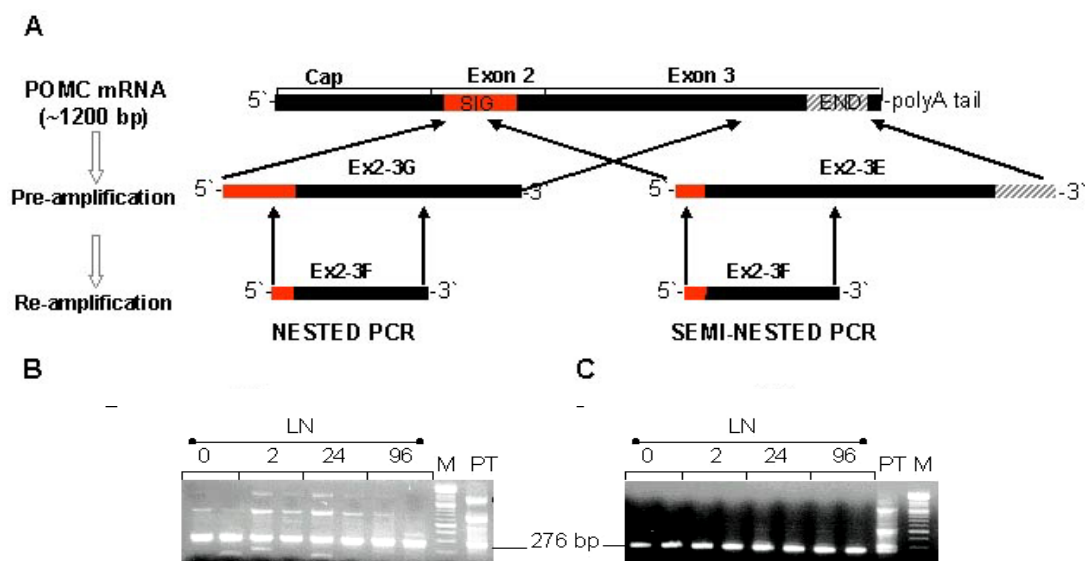 A
Cap Exon 2 Exon 3
POMC mRNA
(~1200 bp)
5` SIG END -polyA tail
Ex2-3G Ex2-3E
Pre-amplification 5`- -3` 5`- -3`
Ex2-3F Ex2-3F
Re-amplification 5`- -3` 5`- -3`
NESTED PCR SEMI-NESTED PCR
B C
LN LN
0 2 24 96 M PT 0 2 24 96 PT M
276 bp